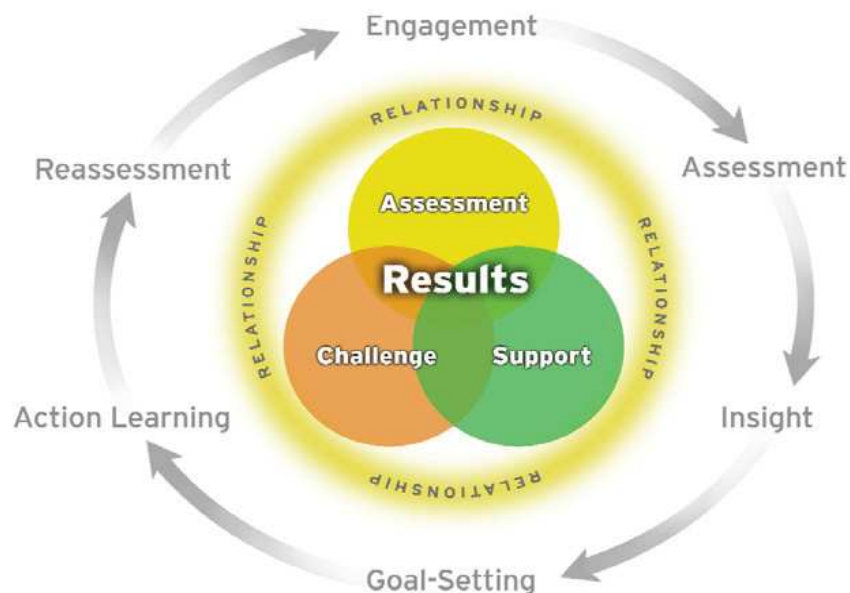 Engagement
RELATIONSHIP
Reassessment
Assessment
Assessment
RELATIONSHIP
RELATIONSHIP
Results
Challenge
Support
Action Learning
Insight
RELATIONSHIP
Goal-Setting